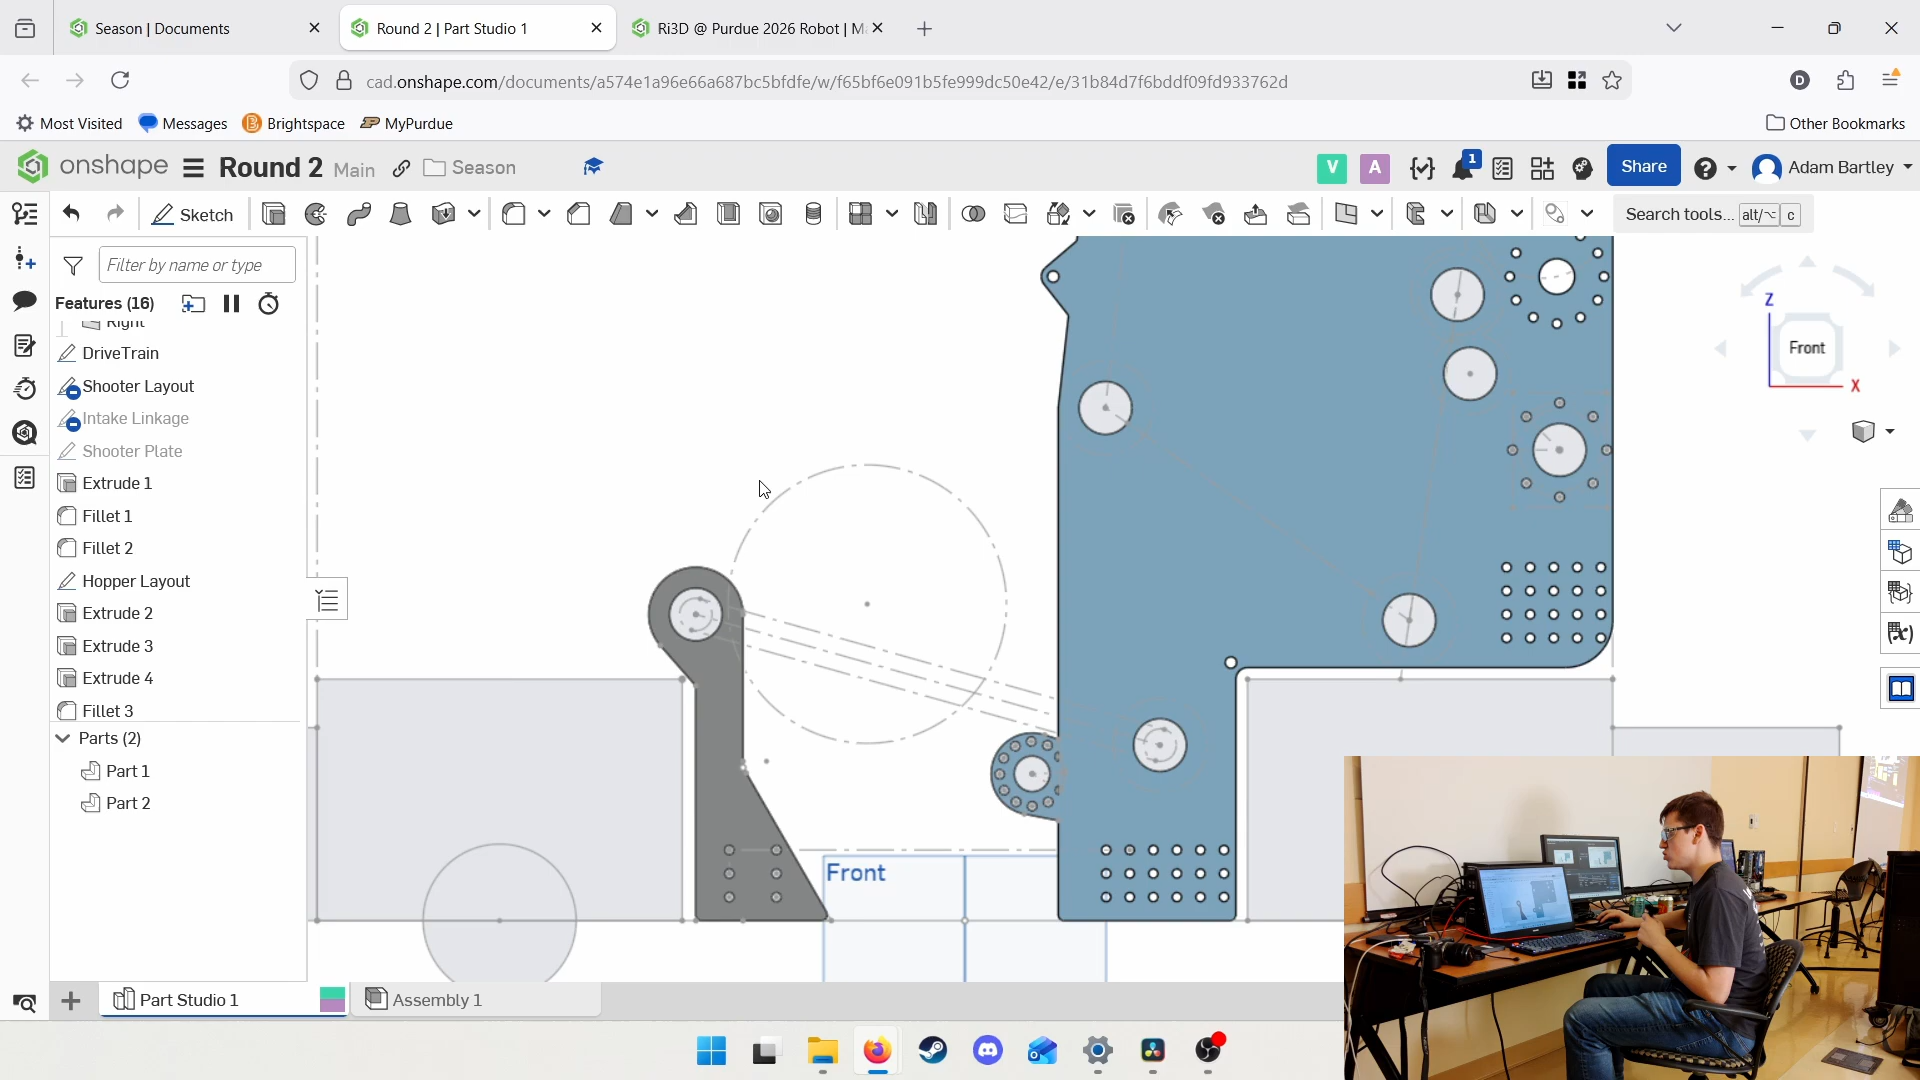 Season | Documents
Round 2 | Part Studio 1
Ri3D @ Purdue 2026 Robot | M
cad.onshape.com/documents/a574e1a96e66a687bc5bfdfe/w/f65bf6e091b5fe999dc50e42/e/31b84d7f6bddf09fd933762d
D
Most Visited
Messages
Brightspace
MyPurdue
Other Bookmarks
onshape
Round 2
Main
Season
V
A
1
Share
Adam Bartley
Sketch
Search tools... alt/⌥ c
Filter by name or type
Features (16)
Right
DriveTrain
Shooter Layout
Intake Linkage
Shooter Plate
Extrude 1
Fillet 1
Fillet 2
Hopper Layout
Extrude 2
Extrude 3
Extrude 4
Fillet 3
Parts (2)
Part 1
Part 2
Front
Z
Front
X
(x)
Part Studio 1
Assembly 1